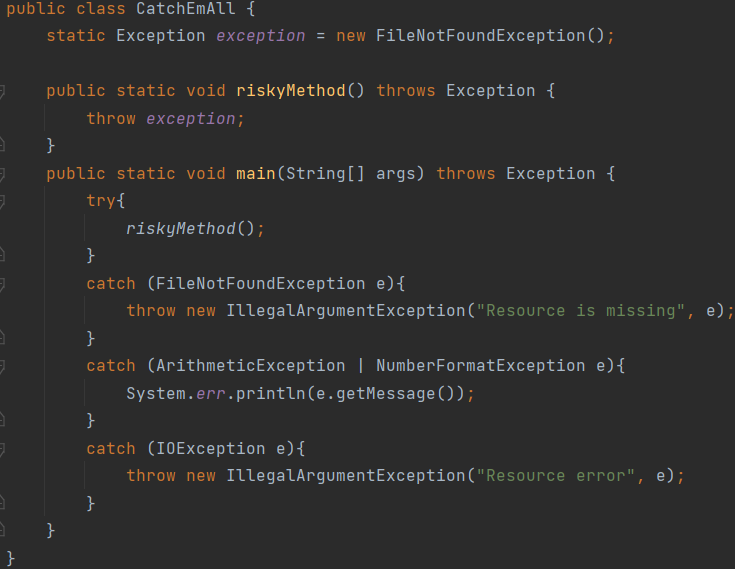 public class CatchEmAll {
    static Exception exception = new FileNotFoundException();

    public static void riskyMethod() throws Exception {
        throw exception;
    }
    public static void main(String[] args) throws Exception {
        try{
            riskyMethod();
        }
        catch (FileNotFoundException e){
            throw new IllegalArgumentException("Resource is missing", e);
        }
        catch (ArithmeticException | NumberFormatException e){
            System.err.println(e.getMessage());
        }
        catch (IOException e){
            throw new IllegalArgumentException("Resource error", e);
        }
    }
}